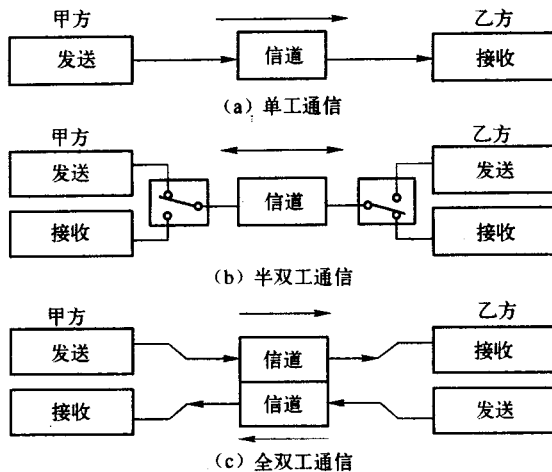 甲方 乙方
发送 信道 接收
(a) 单工通信
甲方 乙方
发送 发送
信道
接收 接收
(b) 半双工通信
甲方 乙方
发送 信道 接收
接收 信道 发送
(c) 全双工通信